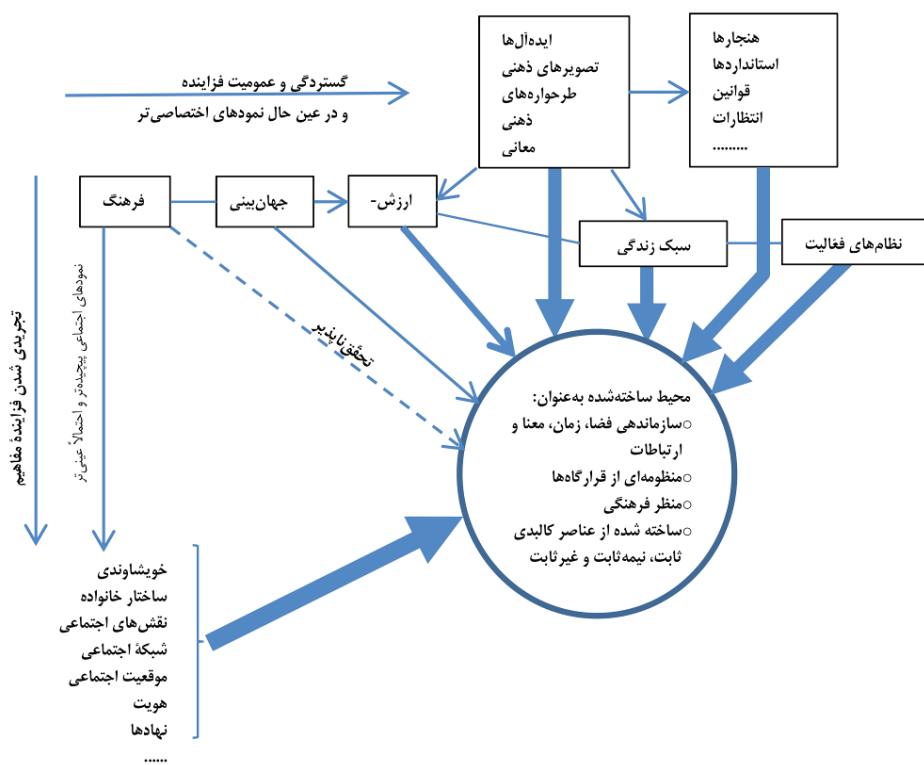 گستردگی و عمومیت فزاینده
و در عین حال نمودهای اختصاصی‌تر
ایده‌آل‌ها
تصویرهای ذهنی
طرحواره‌های
ذهنی
معانی
هنجارها
استانداردها
قوانین
انتظارات
.........
فرهنگ
جهان‌بینی
ارزش-
سبک زندگی
نظام‌های فغالیت
تجریدی شدن فزایندهٔ مفاهیم
نمودهای اجتماعی پیچیده‌تر و احتمالاً عینی‌تر
تحقّق‌ناپذیر
محیط ساخته‌شده به‌عنوان:
○سازماندهی فضا، زمان، معنا و
ارتباطات
○منظومه‌ای از قرارگاه‌ها
○منظر فرهنگی
○ساخته شده از عناصر کالبدی
ثابت، نیمه‌ثابت و غیرثابت
خویشاوندی
ساختار خانواده
نقش‌های اجتماعی
شبکهٔ اجتماعی
موقعیت اجتماعی
هویت
نهادها
......